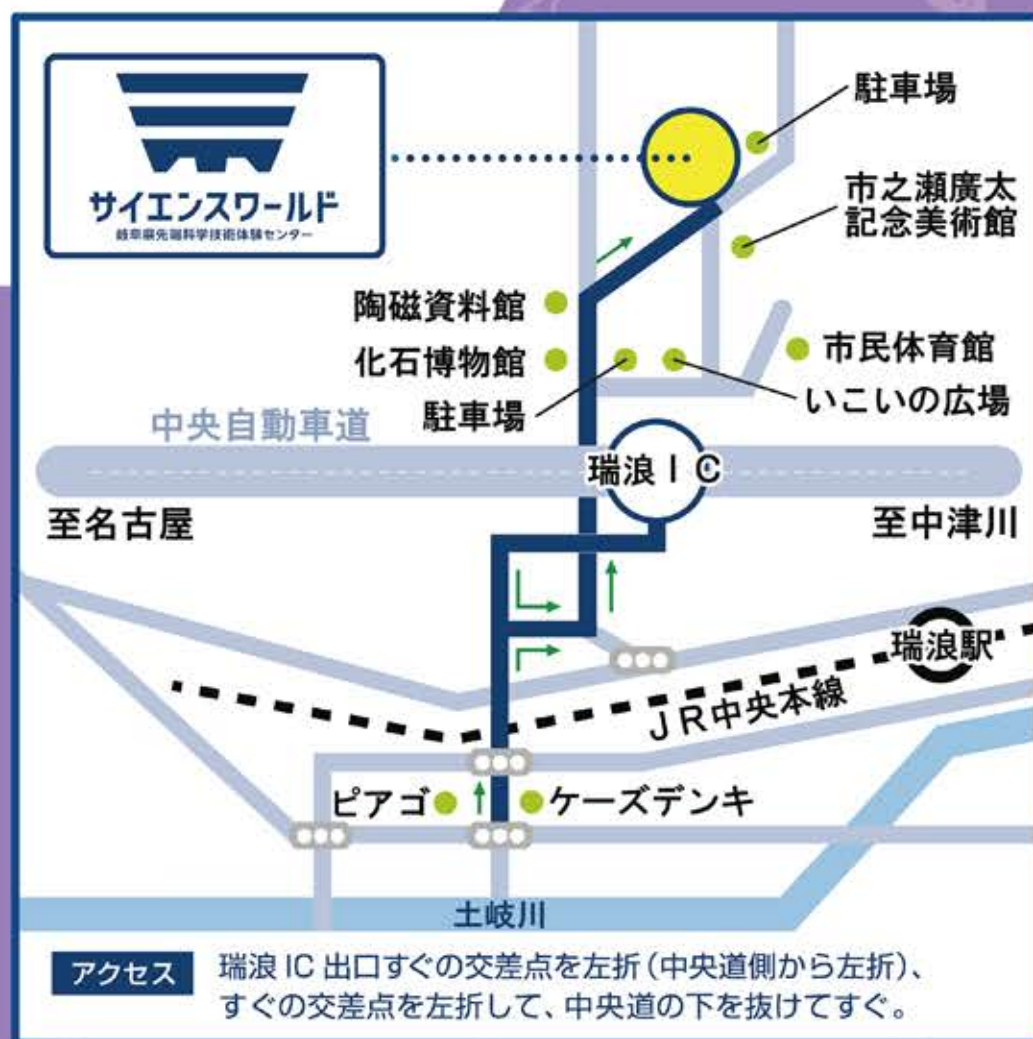 サイエンスワールド
岐阜県先端科学技術体験センター
駐車場
市之瀬廣太
記念美術館
陶磁資料館
化石博物館
市民体育館
駐車場
いこいの広場
中央自動車道
瑞浪IC
至名古屋
至中津川
瑞浪駅
JR中央本線
ピアゴ
ケーズデンキ
土岐川
アクセス
瑞浪IC出口すぐの交差点を左折(中央道側から左折)、
すぐの交差点を左折して、中央道の下を抜けてすぐ。